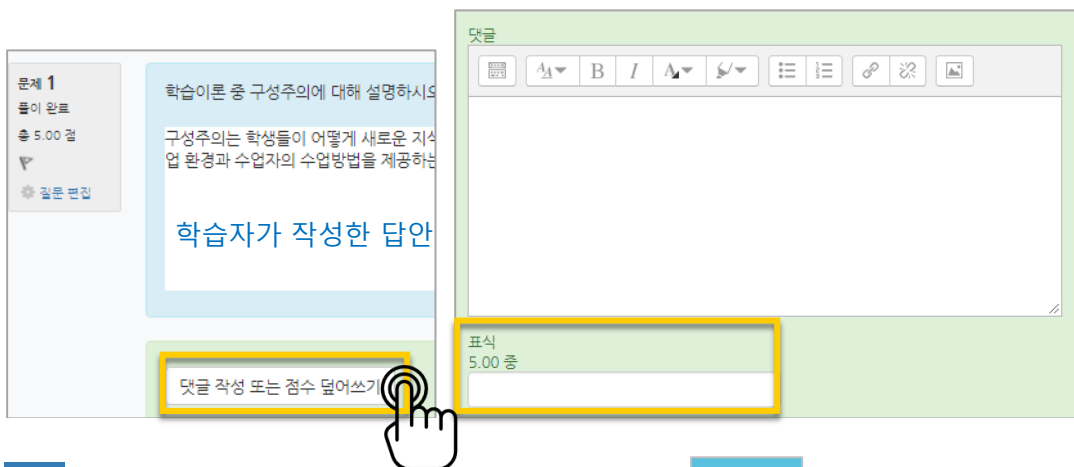 문제 1
풀이 완료
총 5.00 점
질문 편집
학습이론 중 구성주의에 대해 설명하시오
구성주의는 학생들이 어떻게 새로운 지식
업 환경과 수업자의 수업방법을 제공하는
학습자가 작성한 답안
댓글 작성 또는 점수 덮어쓰기
댓글
B I
표식
5.00 중